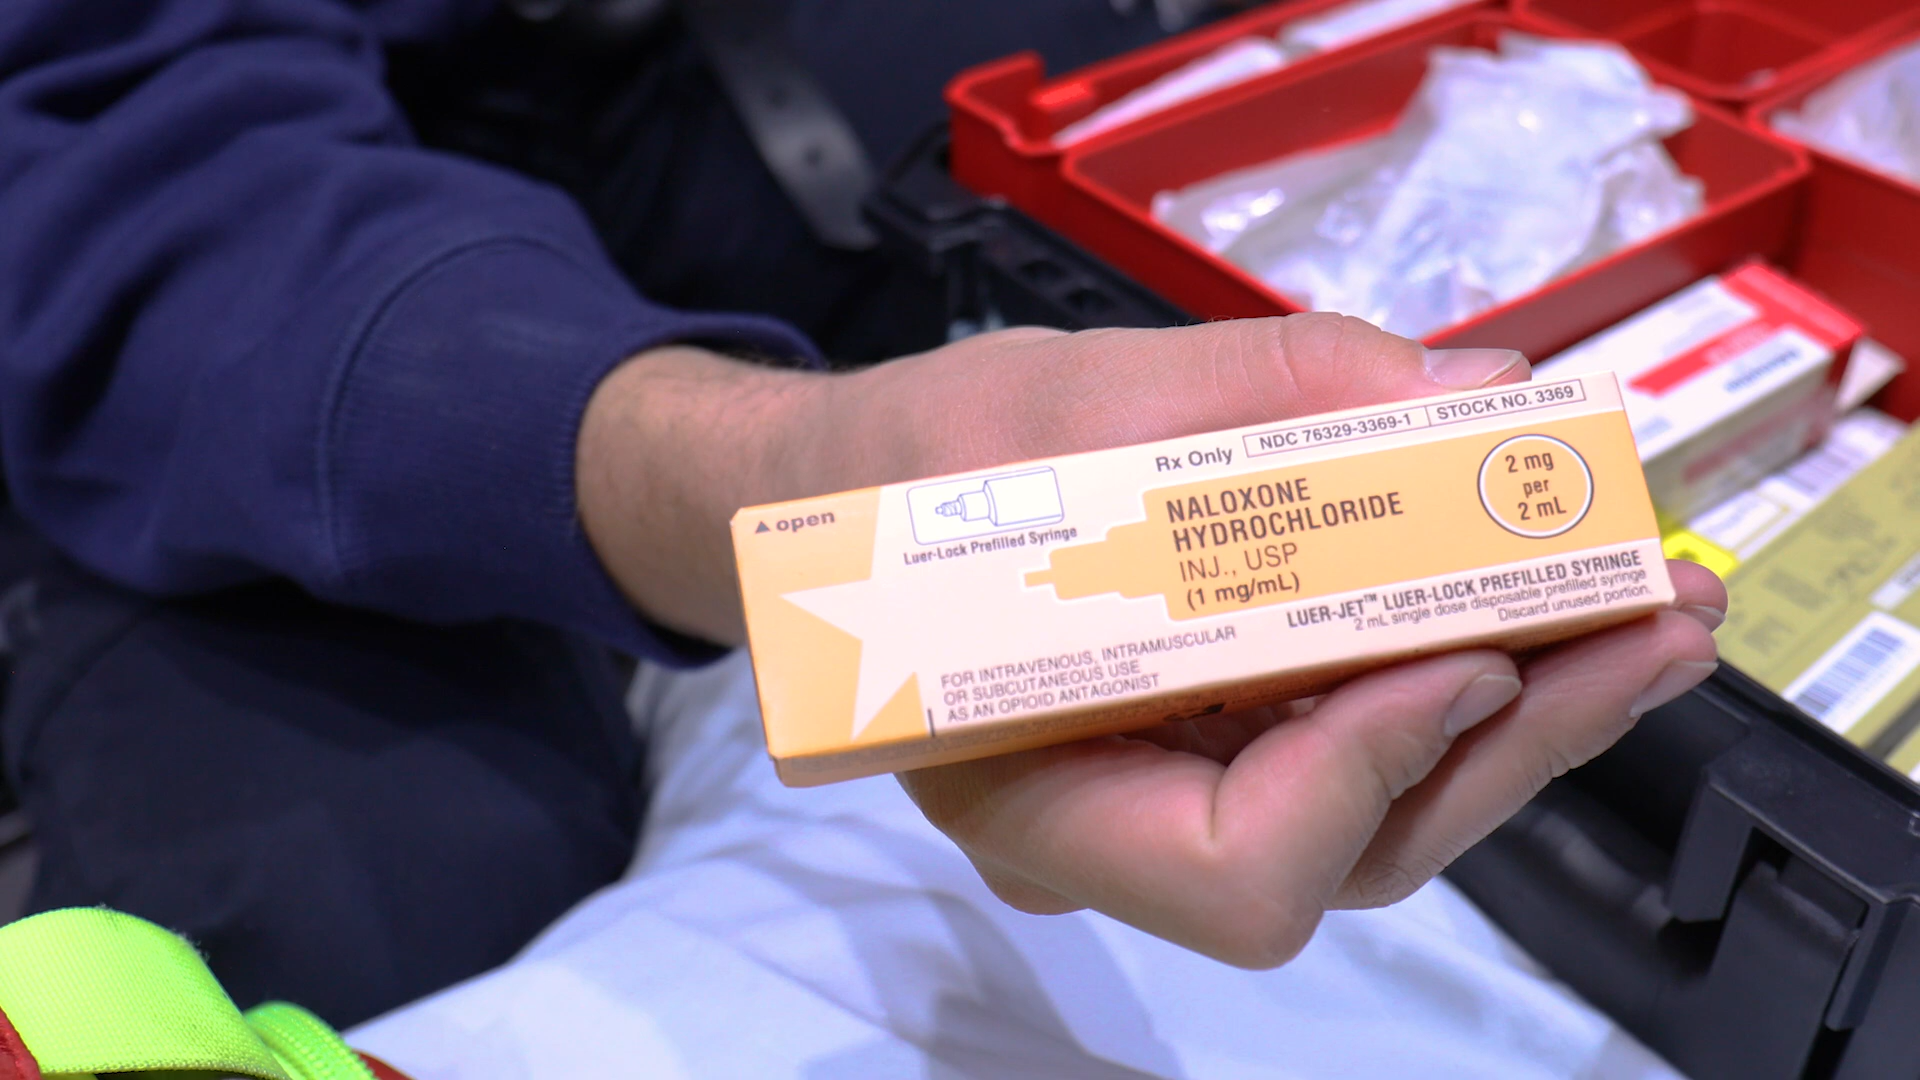 ▲ open
Luer-Lock Prefilled Syringe
Rx Only
NDC 76329-3369-1
STOCK NO. 3369
NALOXONE
HYDROCHLORIDE
INJ., USP
(1 mg/mL)
2 mg
per
2 mL
LUER-JET™ LUER-LOCK PREFILLED SYRINGE
2 mL single dose disposable prefilled syringe
Discard unused portion.
FOR INTRAVENOUS, INTRAMUSCULAR
OR SUBCUTANEOUS USE
AS AN OPIOID ANTAGONIST